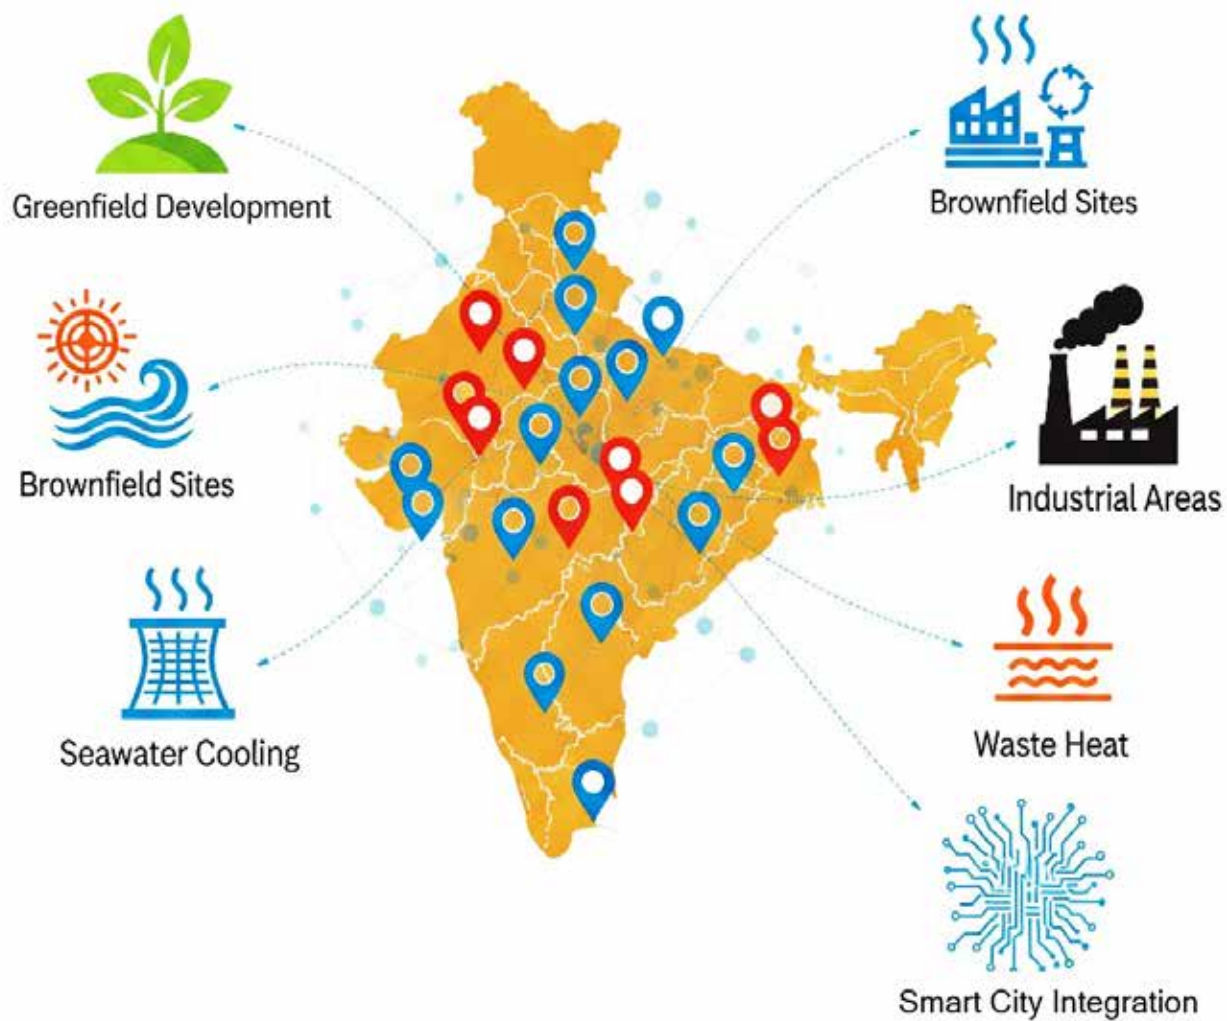 Greenfield Development
Brownfield Sites
Brownfield Sites
Industrial Areas
Seawater Cooling
Waste Heat
Smart City Integration